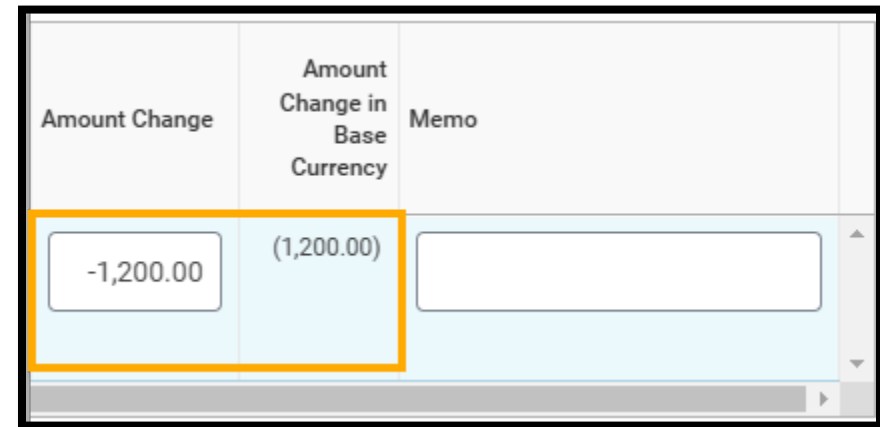 Amount Change
Amount
Change in
Base
Currency
Memo
-1,200.00
(1,200.00)